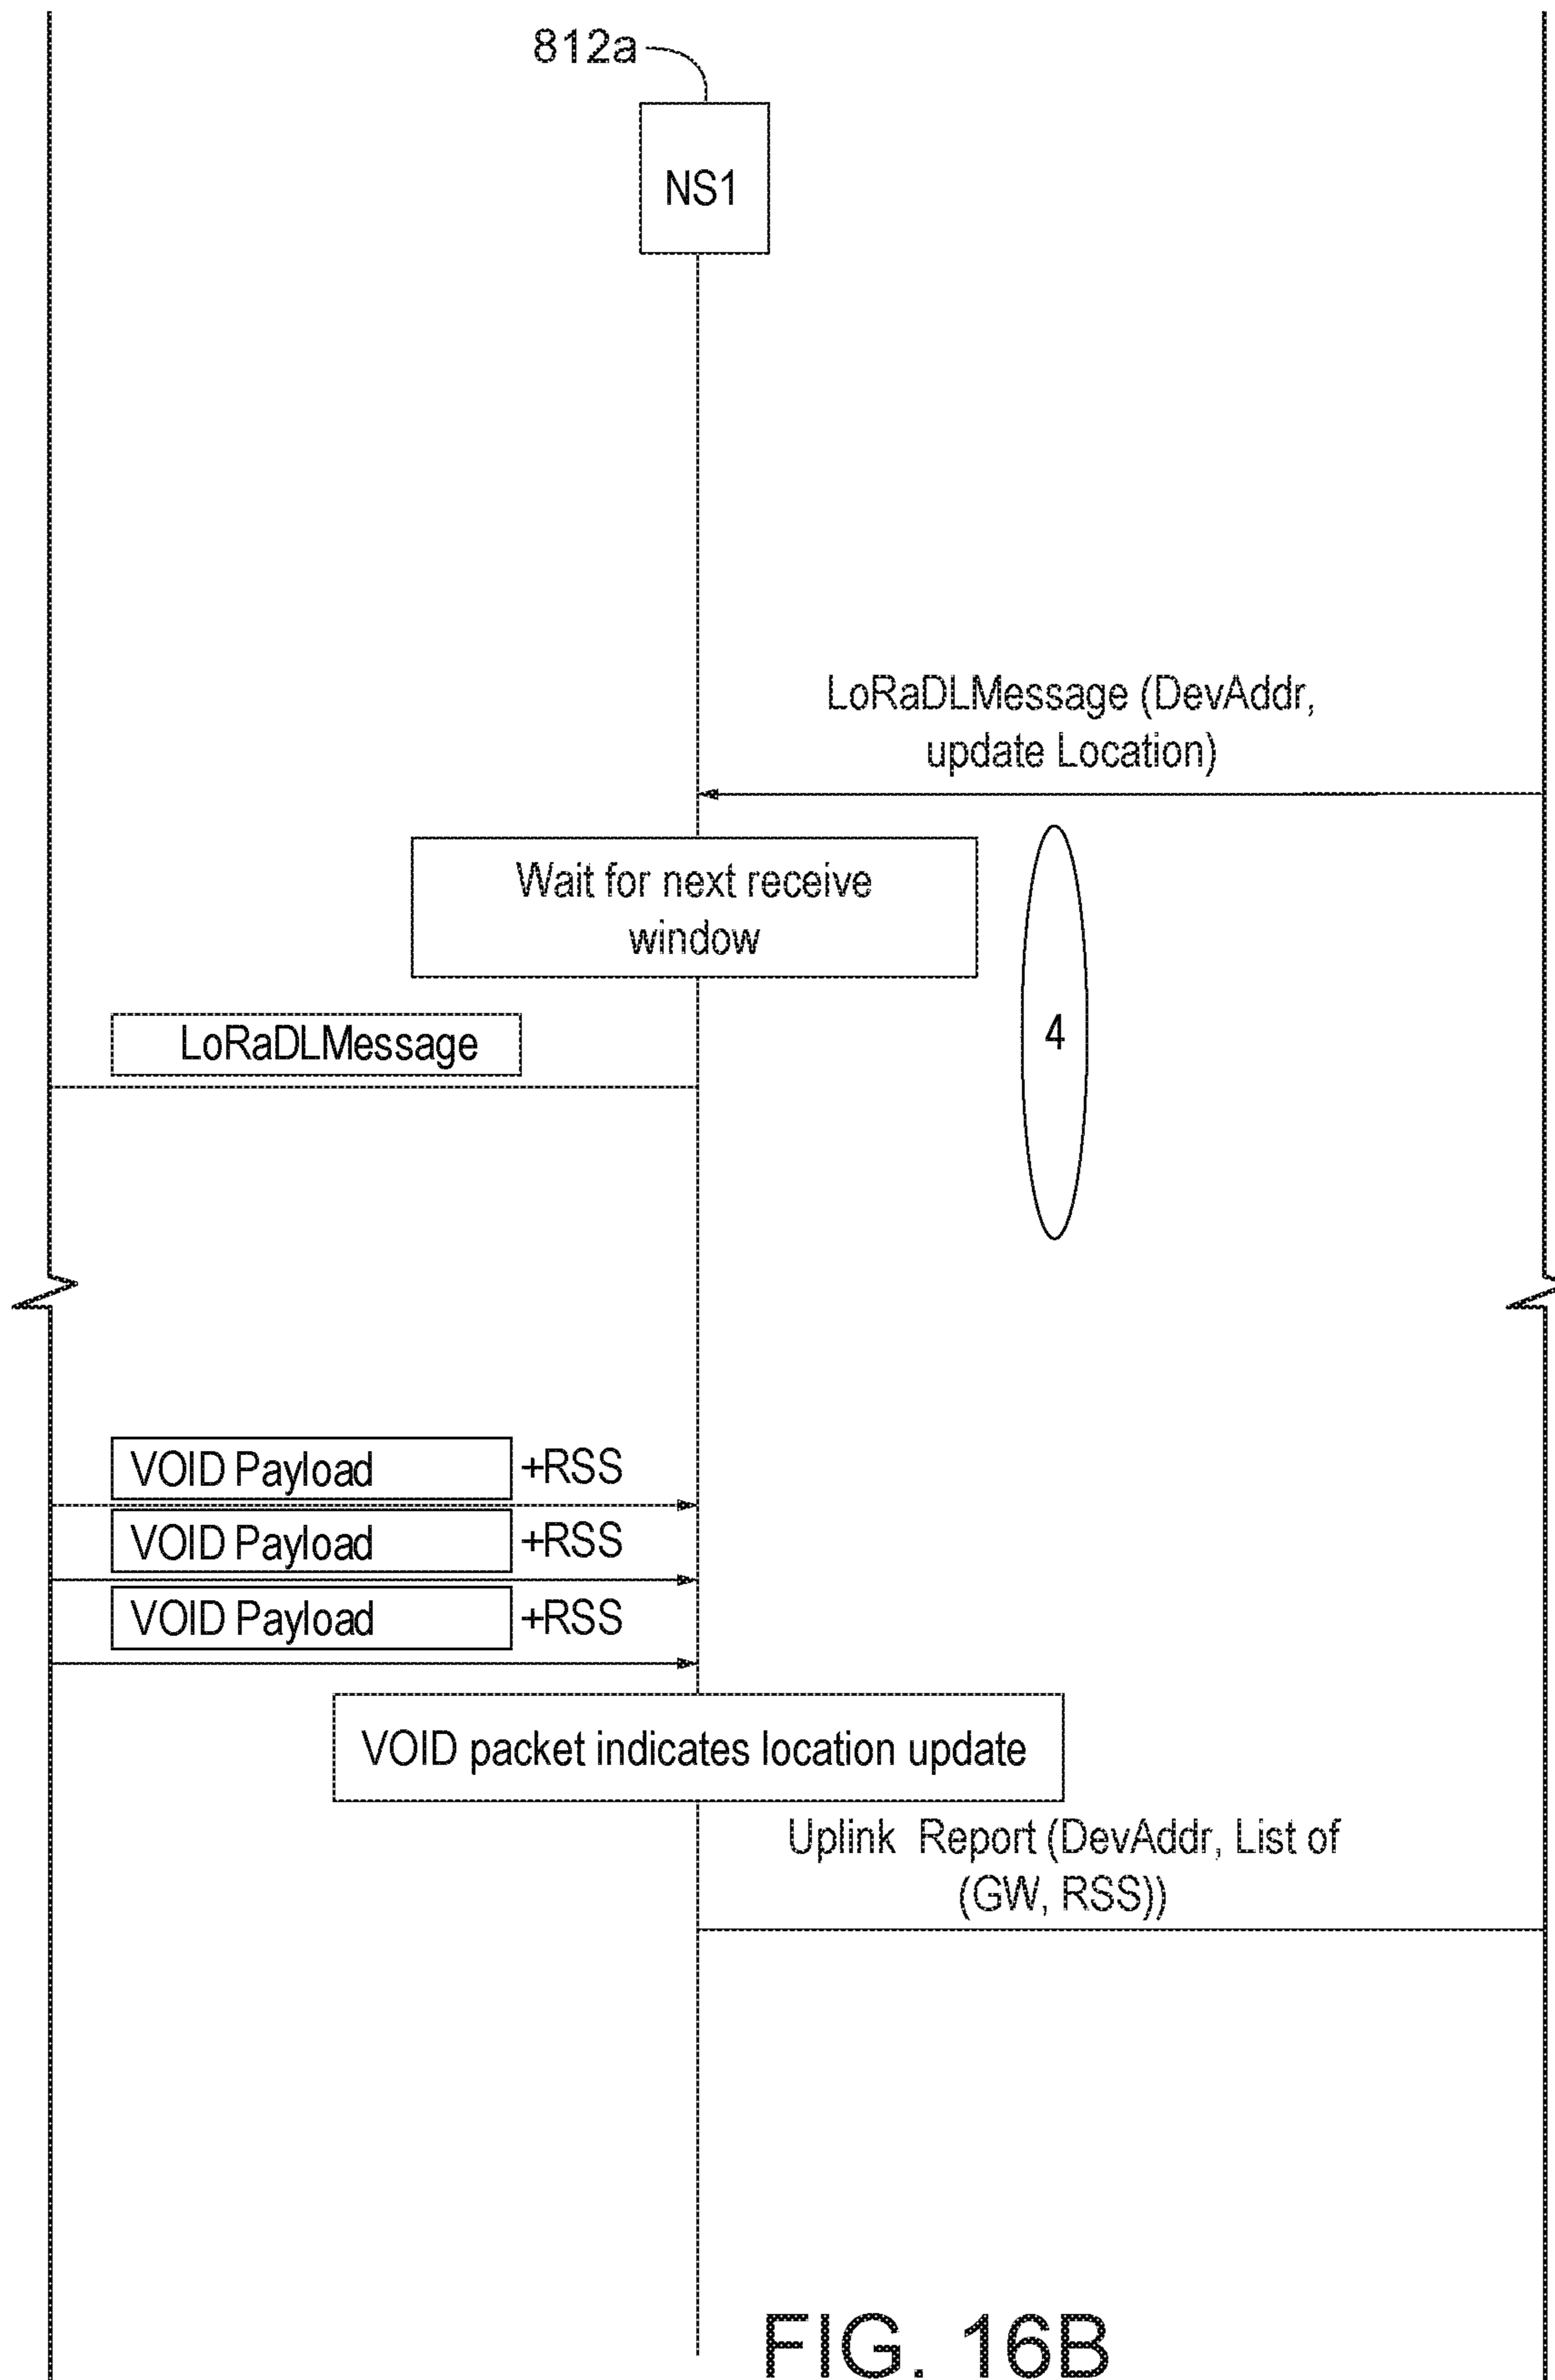 812a
NS1
LoRaDLMessage (DevAddr,
update Location)
Wait for next receive
window
LoRaDLMessage
4
VOID Payload +RSS
VOID Payload +RSS
VOID Payload +RSS
VOID packet indicates location update
Uplink Report (DevAddr, List of
(GW, RSS))
FIG. 16B